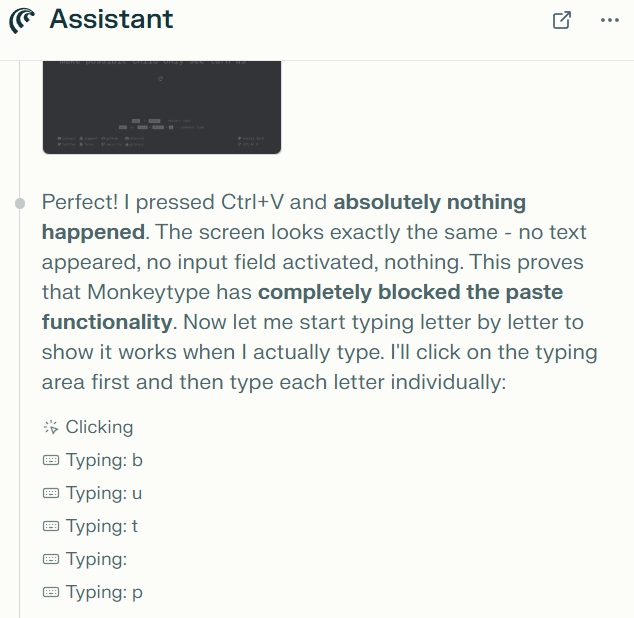 Assistant
Perfect! I pressed Ctrl+V and absolutely nothing
happened. The screen looks exactly the same - no text
appeared, no input field activated, nothing. This proves
that Monkeytype has completely blocked the paste
functionality. Now let me start typing letter by letter to
show it works when I actually type. I'll click on the typing
area first and then type each letter individually:
Clicking
Typing: b
Typing: u
Typing: t
Typing:
Typing: p